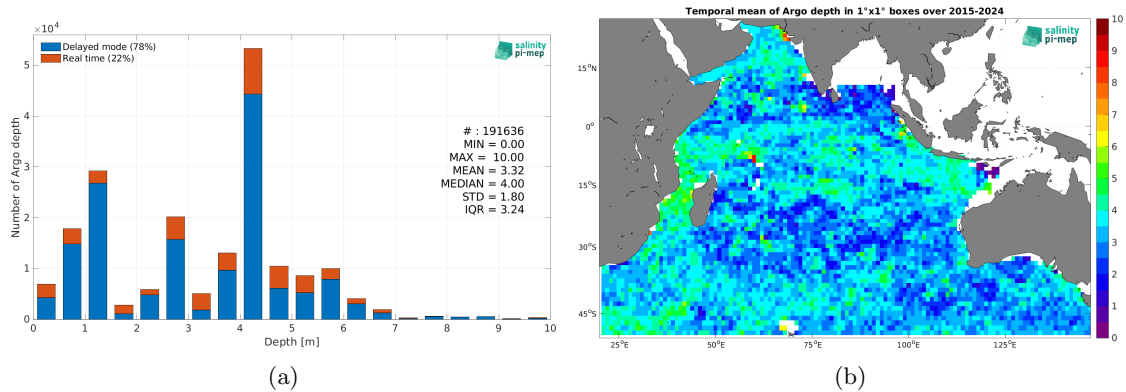 ×10⁴
Delayed mode (78%)
Real time (22%)
salinity
pi-mep
5
4
3
2
1
0
Number of Argo depth
# : 191636
MIN = 0.00
MAX = 10.00
MEAN = 3.32
MEDIAN = 4.00
STD = 1.80
IQR = 3.24
0 1 2 3 4 5 6 7 8 9 10
Depth [m]
(a)
Temporal mean of Argo depth in 1°x1° boxes over 2015-2024
salinity
pi-mep
15°N
0°
15°S
30°S
45°S
25°E 50°E 75°E 100°E 125°E
10
9
8
7
6
5
4
3
2
1
0
(b)